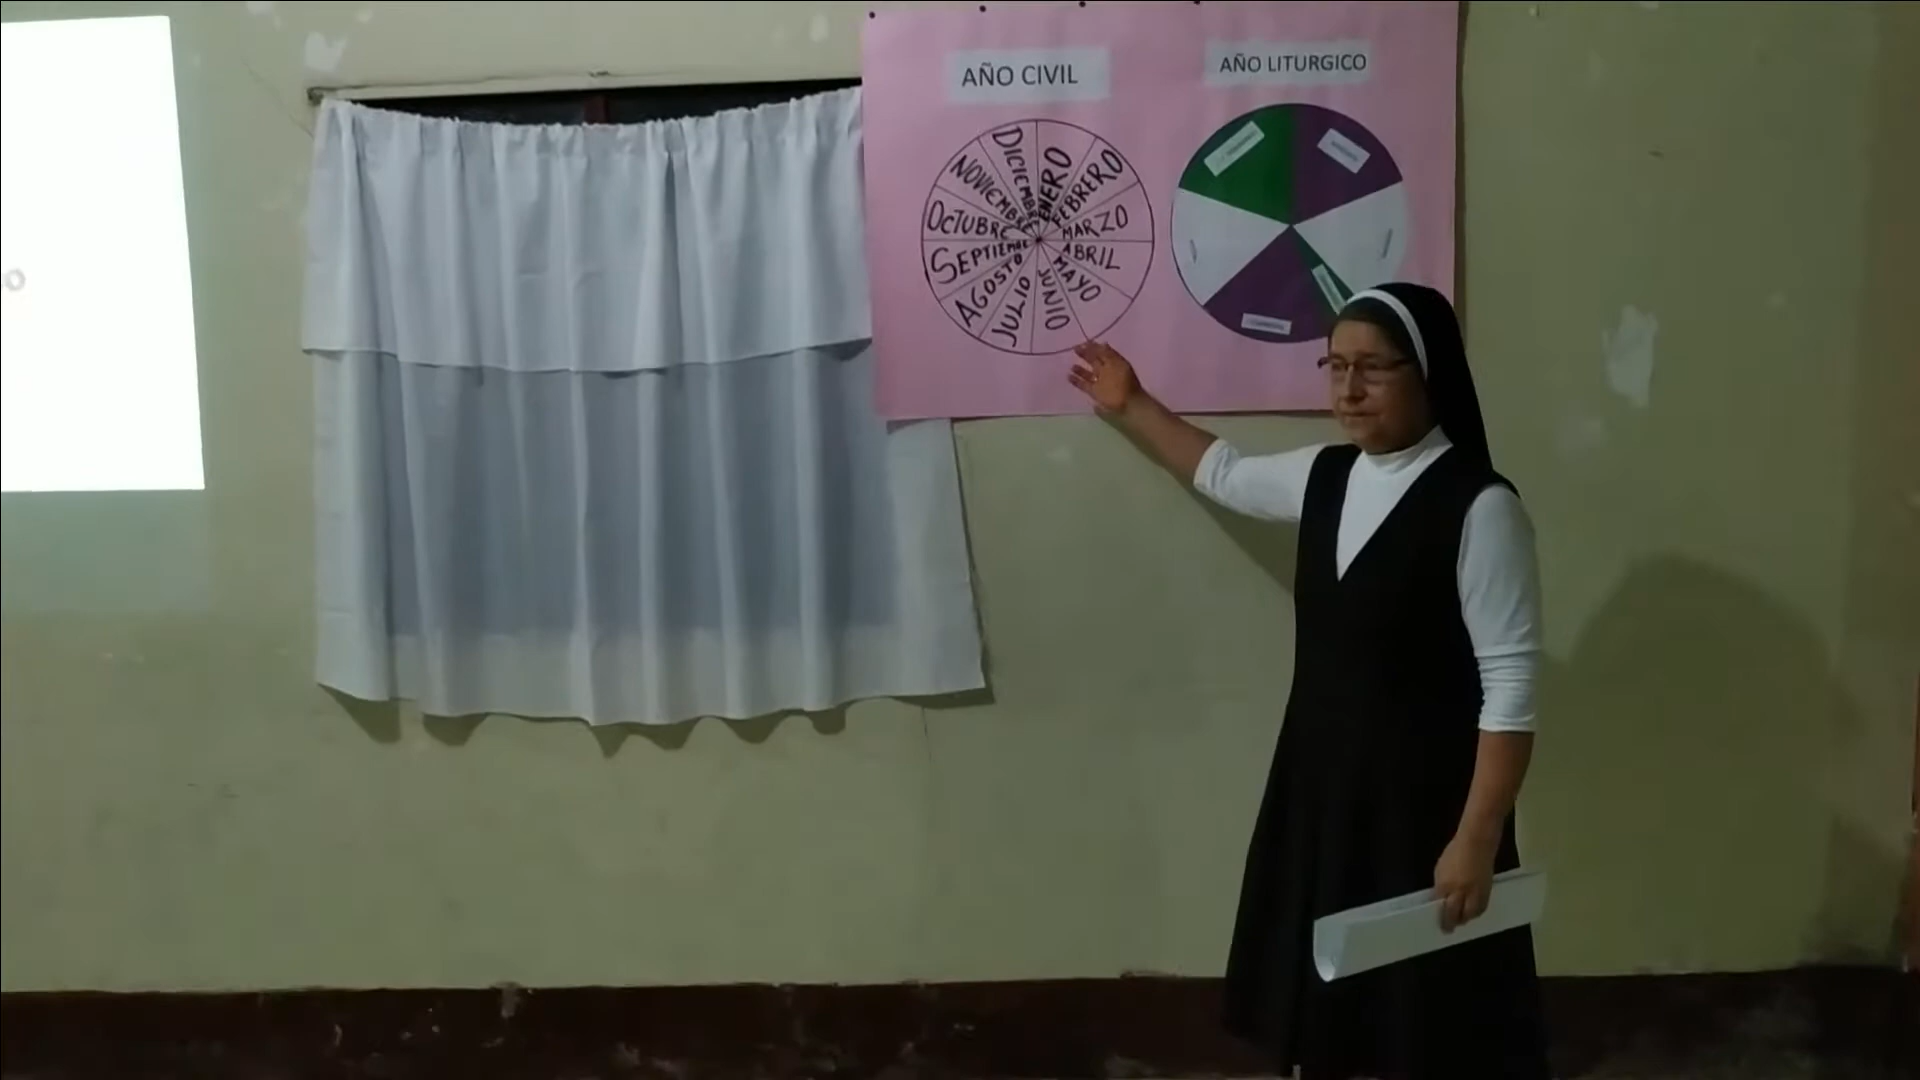 AÑO CIVIL
AÑO LITURGICO
ENERO
FEBRERO
MARZO
ABRIL
MAYO
JUNIO
JULIO
AGOSTO
SEPTIEMBRE
OCTUBRE
NOVIEMBRE
DICIEMBRE